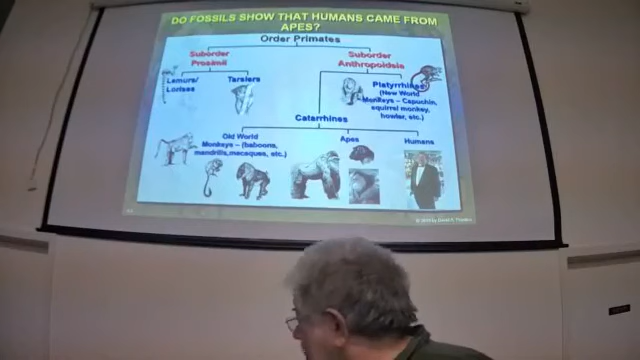 DO FOSSILS SHOW THAT HUMANS CAME FROM
APES?
Order Primates
Suborder
Prosimii
Suborder
Anthropoideia
Lemurs/
Lorises
Tarsiers
Platyrrhines
(New World
Monkeys – Capuchin,
squirrel monkey,
howler, etc.)
Catarrhines
Old World
Monkeys – (baboons,
mandrills, macaques, etc.)
Apes
Humans